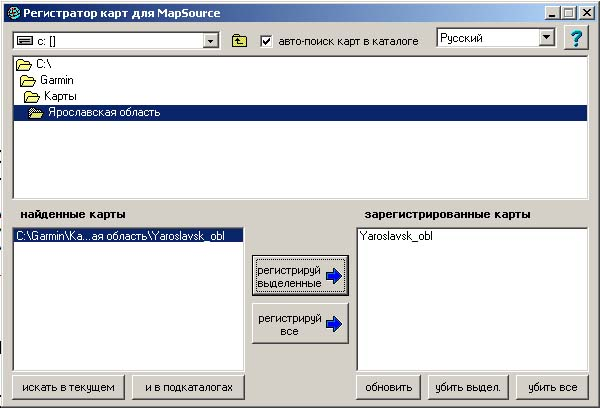 Регистратор карт для MapSource
c: []
авто-поиск карт в каталоге
Русский
?
C:\
Garmin
Карты
Ярославская область
найденные карты
зарегистрированные карты
C:\Garmin\Ка...ая область\Yaroslavsk_obl
Yaroslavsk_obl
регистрируй
выделенные
регистрируй
все
искать в текущем
и в подкаталогах
обновить
убить выдел.
убить все